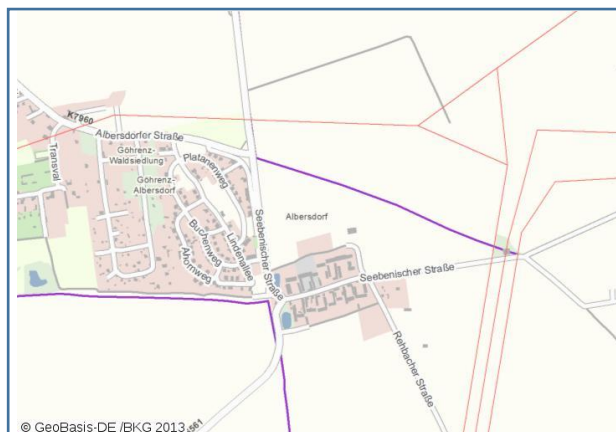 K7960
Albersdorfer Straße
Transval
Göhrenz-
Waldsiedlung
Platanenweg
Göhrenz-
Albersdorf
Buchenweg
Lindenallee
Ahornweg
Seebenischer Straße
Albersdorf
Seebenischer Straße
Rehbacher Straße
© GeoBasis-DE /BKG 2013